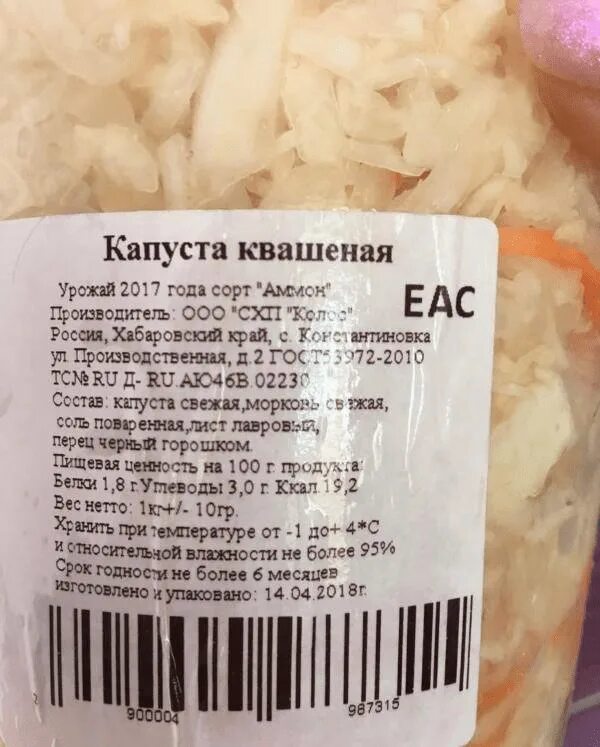 Капуста квашеная
Урожай 2017 года сорт "Аммон"
Производитель: ООО "СХП "Колос"
ЕАС
Россия, Хабаровский край, с. Константиновка
ул. Производственная, д.2 ГОСТ53972-2010
ТС№ RU Д- RU.АЮ46В.02230
Состав: капуста свежая,морковь свежая,
соль поваренная,лист лавровый,
перец черный горошком.
Пищевая ценность на 100 г. продукта:
Белки 1,8 г.Углеводы 3,0 г. Ккал.19,2
Вес нетто: 1кг+/- 10гр.
Хранить при температуре от -1 до+ 4*С
и относительной влажности не более 95%
Срок годности не более 6 месяцев
изготовлено и упаковано: 14.04.2018г.
900004 987315